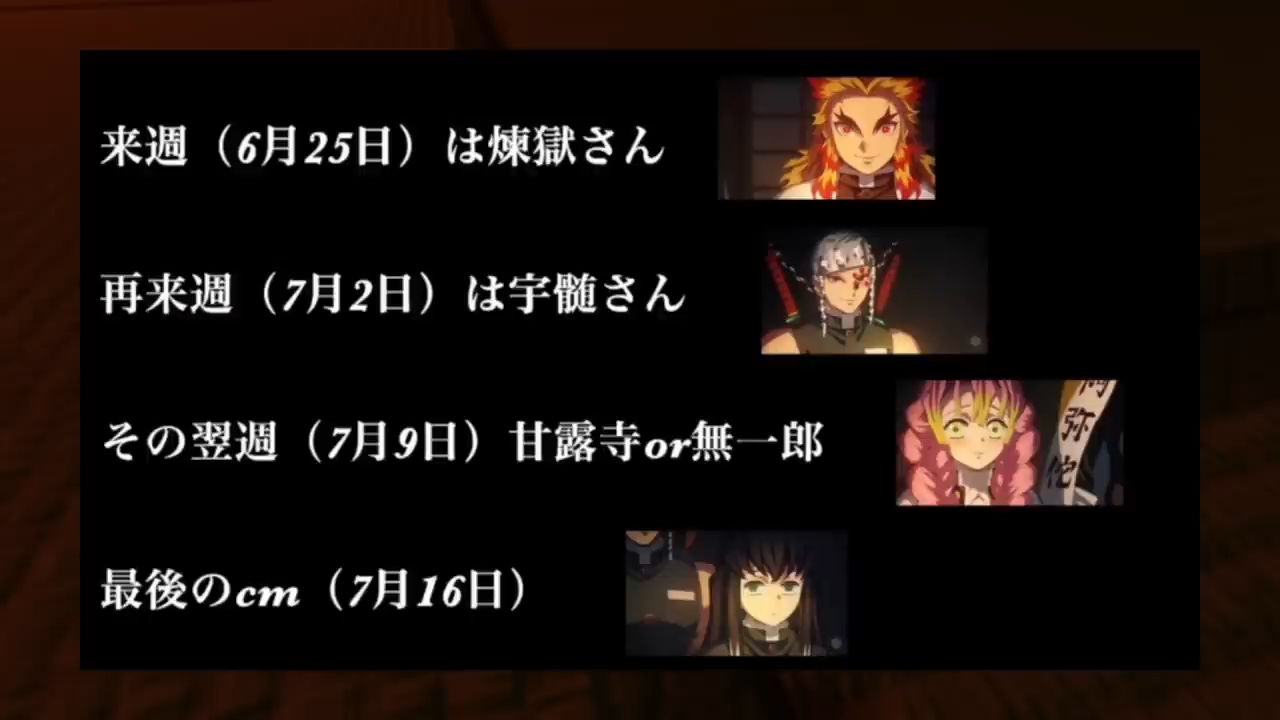 来週（6月25日）は煉獄さん
再来週（7月2日）は宇髄さん
その翌週（7月9日）甘露寺or無一郎
弥
最後のcm（7月16日）